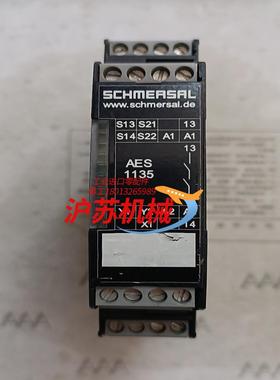 SCHMERSAL
www.schmersal.de
S13 S21 13
S14 S22 A1 A1
13
AES
1135
沪苏机械
X1 14